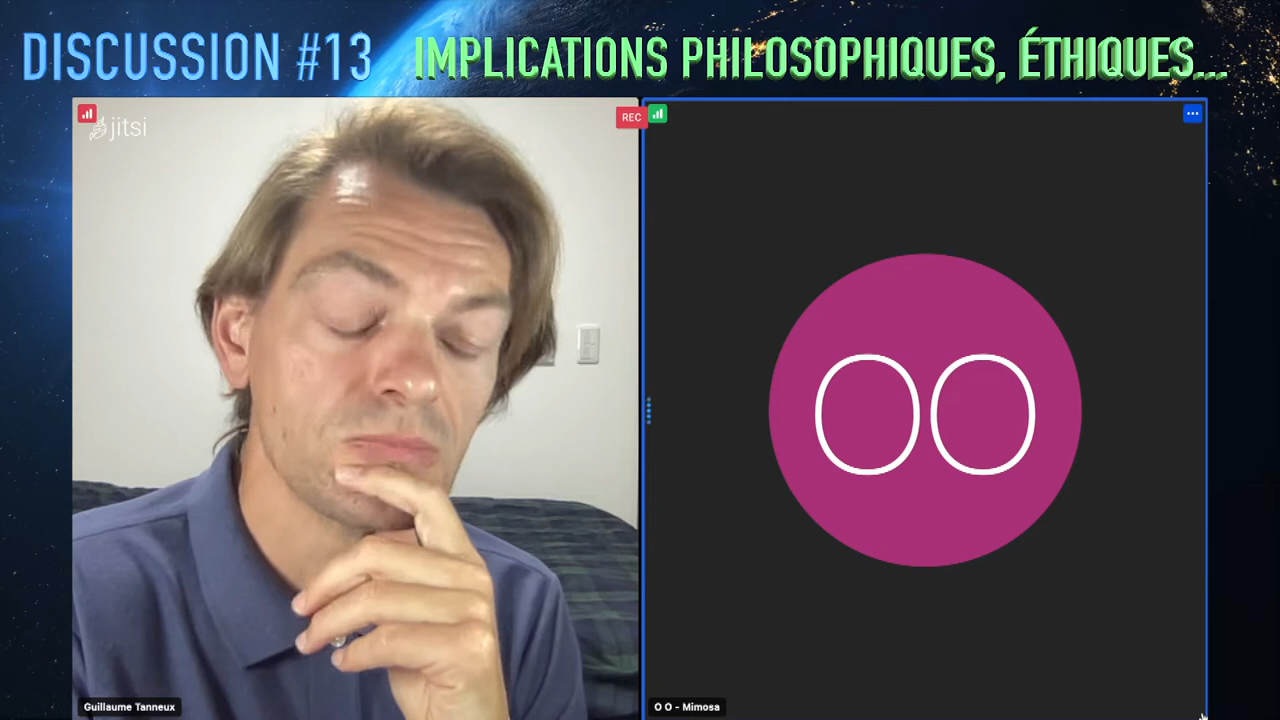 DISCUSSION #13 IMPLICATIONS PHILOSOPHIQUES, ÉTHIQUES...
jitsi
REC
OO
Guillaume Tanneux
O O - Mimosa